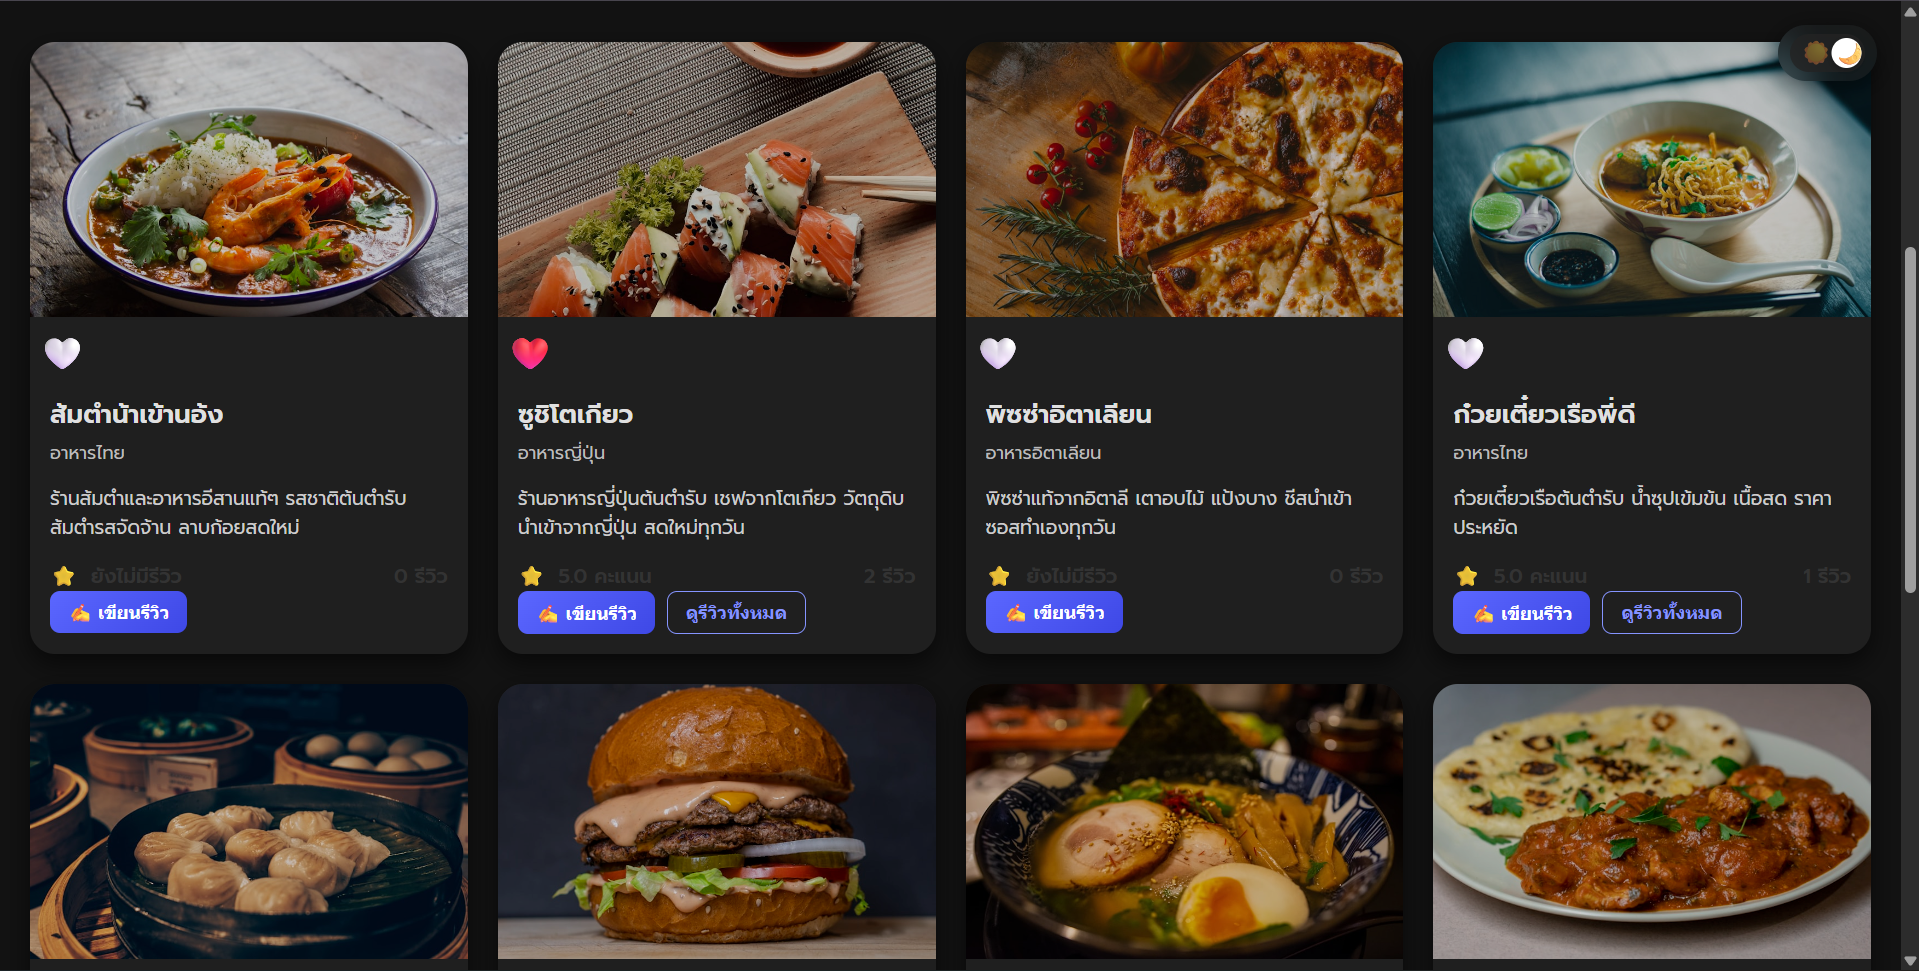 ส้มตำน้าเข้านอ้ง
อาหารไทย
ร้านส้มตำและอาหารอีสานแท้ๆ รสชาติต้นตำรับ
ส้มตำรสจัดจ้าน ลาบก้อยสดใหม่
ยังไม่มีรีวิว 0 รีวิว
เขียนรีวิว
ซูชิโตเกียว
อาหารญี่ปุ่น
ร้านอาหารญี่ปุ่นต้นตำรับ เชฟจากโตเกียว วัตถุดิบ
นำเข้าจากญี่ปุ่น สดใหม่ทุกวัน
5.0 คะแนน 2 รีวิว
เขียนรีวิว ดูรีวิวทั้งหมด
พิซซ่าอิตาเลียน
อาหารอิตาเลียน
พิซซ่าแท้จากอิตาลี เตาอบไม้ แป้งบาง ชีสนำเข้า
ซอสทำเองทุกวัน
ยังไม่มีรีวิว 0 รีวิว
เขียนรีวิว
ก๋วยเตี๋ยวเรือพี่ดี
อาหารไทย
ก๋วยเตี๋ยวเรือต้นตำรับ น้ำซุปเข้มข้น เนื้อสด ราคา
ประหยัด
5.0 คะแนน 1 รีวิว
เขียนรีวิว ดูรีวิวทั้งหมด